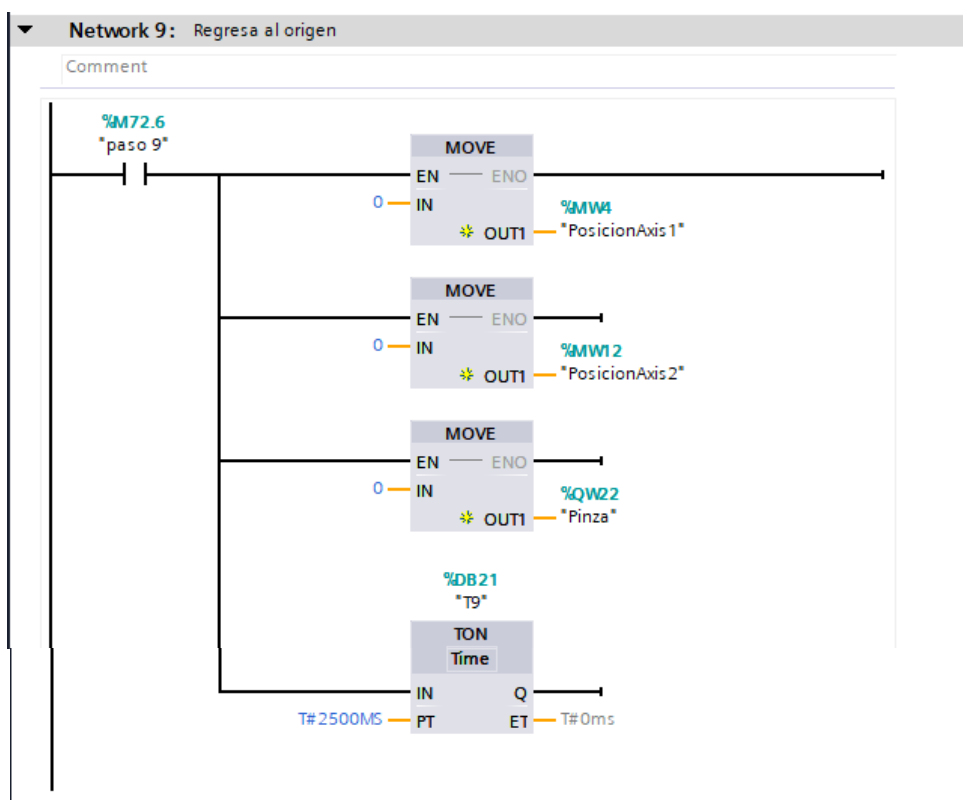 Network 9: Regresa al origen
Comment
%M72.6
"paso 9"
MOVE
EN ENO
0 IN
%MW4
OUT1 "PosicionAxis1"
MOVE
EN ENO
0 IN
%MW12
OUT1 "PosicionAxis2"
MOVE
EN ENO
0 IN
%QW22
OUT1 "Pinza"
%DB21
"T9"
TON
Time
IN Q
T#2500MS PT ET T#0ms